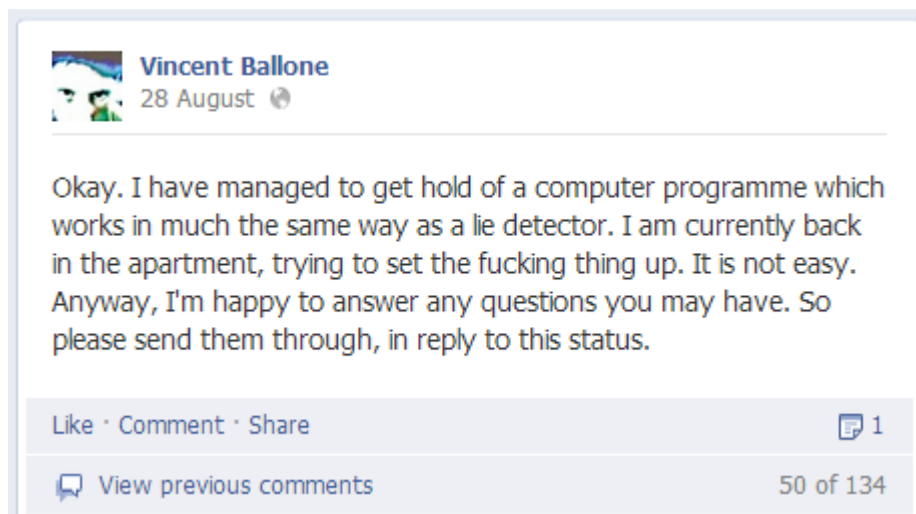 Vincent Ballone
28 August
Okay. I have managed to get hold of a computer programme which
works in much the same way as a lie detector. I am currently back
in the apartment, trying to set the fucking thing up. It is not easy.
Anyway, I'm happy to answer any questions you may have. So
please send them through, in reply to this status.
Like · Comment · Share 1
View previous comments 50 of 134